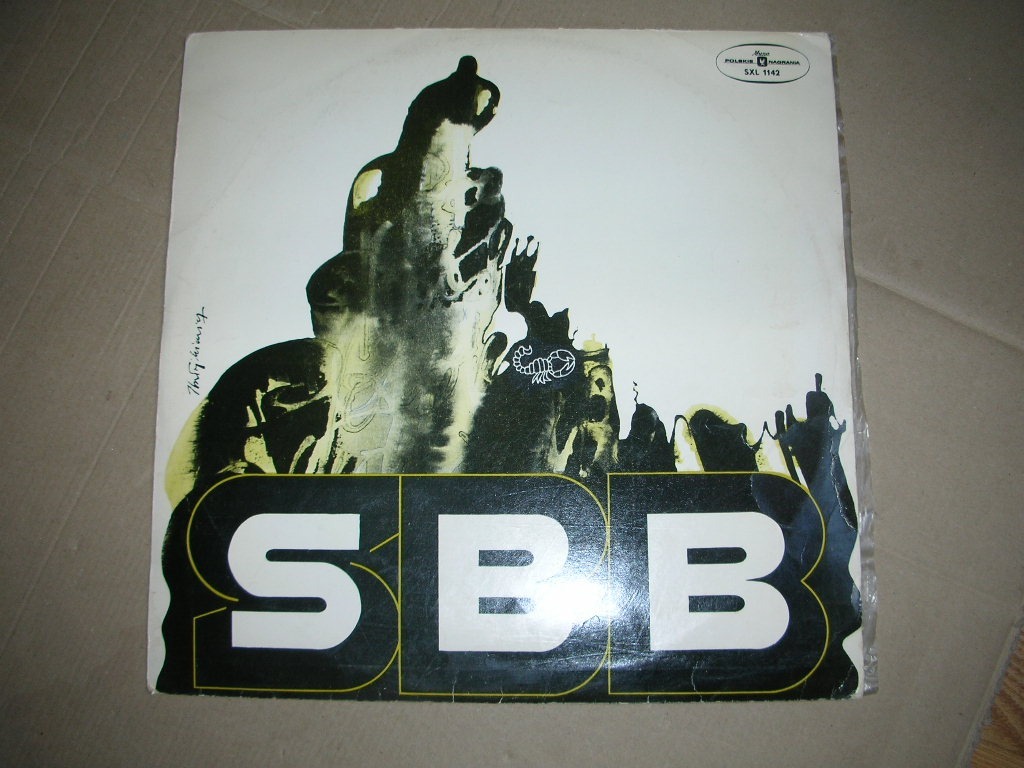 Muza
POLSKIE NAGRANIA
SXL 1142
SBB